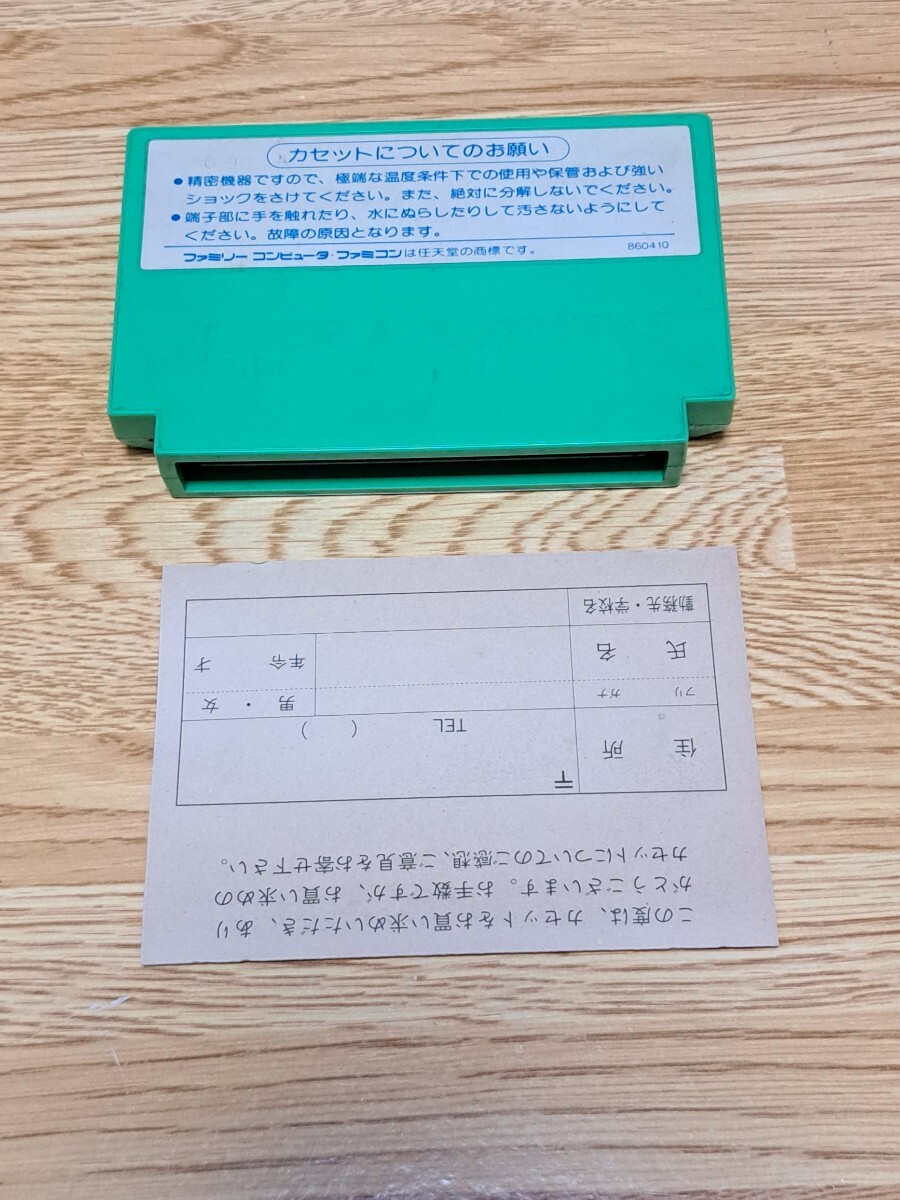 カセットについてのお願い
●精密機器ですので、極端な温度条件下での使用や保管および強い
ショックをさけてください。また、絶対に分解しないでください。
●端子部に手を触れたり、水にぬらしたりして汚さないようにして
ください。故障の原因となります。
ファミリー コンピュータ・ファミコンは任天堂の商標です。 860410
この度は、カセットをお買い求めいただき、あり
がとうございます。お手数ですが、お買い求めの
カセットについてのご感想、ご意見をお寄せ下さい。
住 所 〒
TEL ( )
フリ ガナ 男 ・ 女
氏 名 年令 才
勤務先・学校名